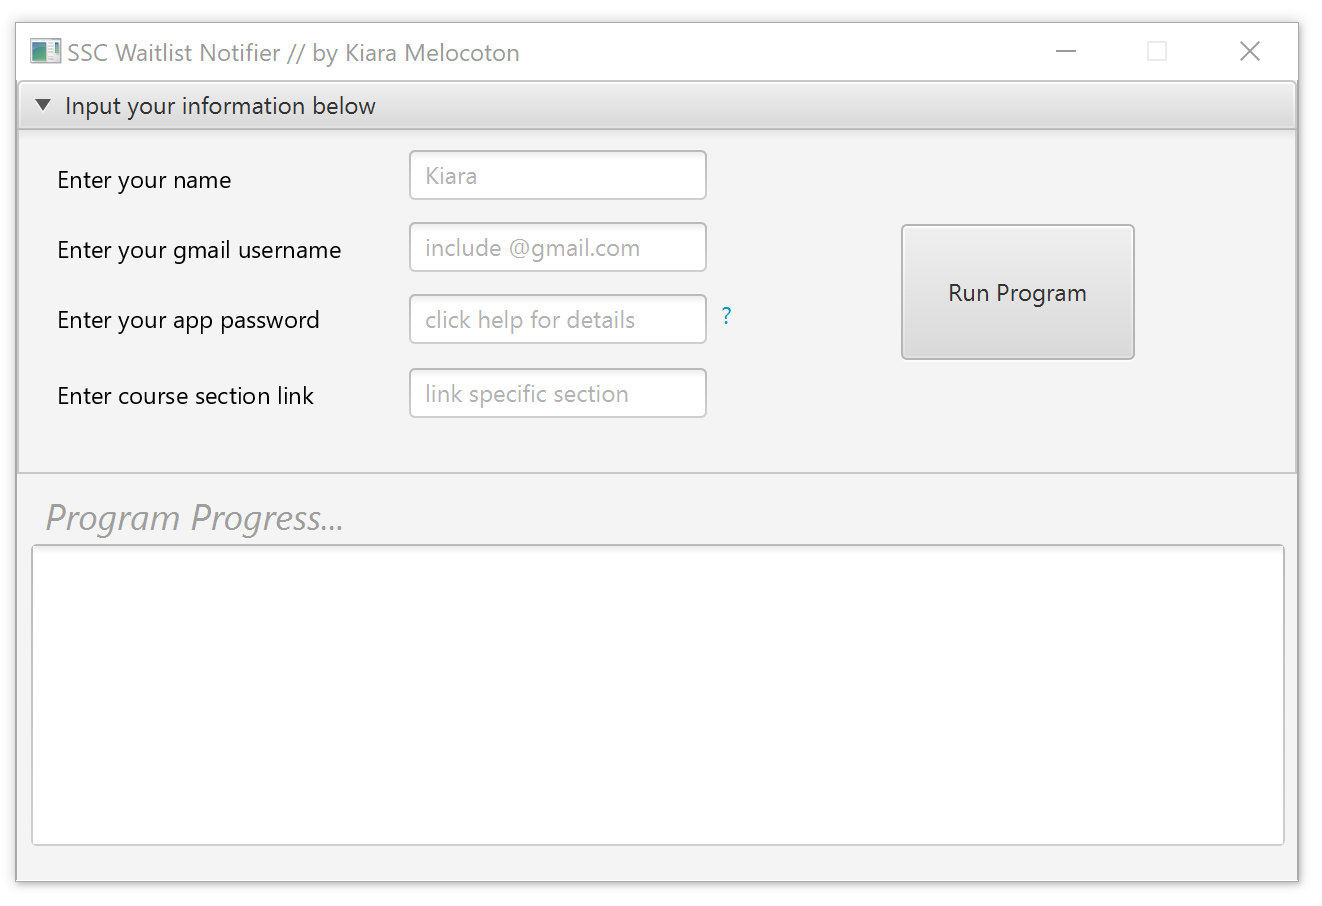 SSC Waitlist Notifier // by Kiara Melocoton
Input your information below
Enter your name
Kiara
Enter your gmail username
include @gmail.com
Enter your app password
click help for details
?
Enter course section link
link specific section
Run Program
Program Progress...